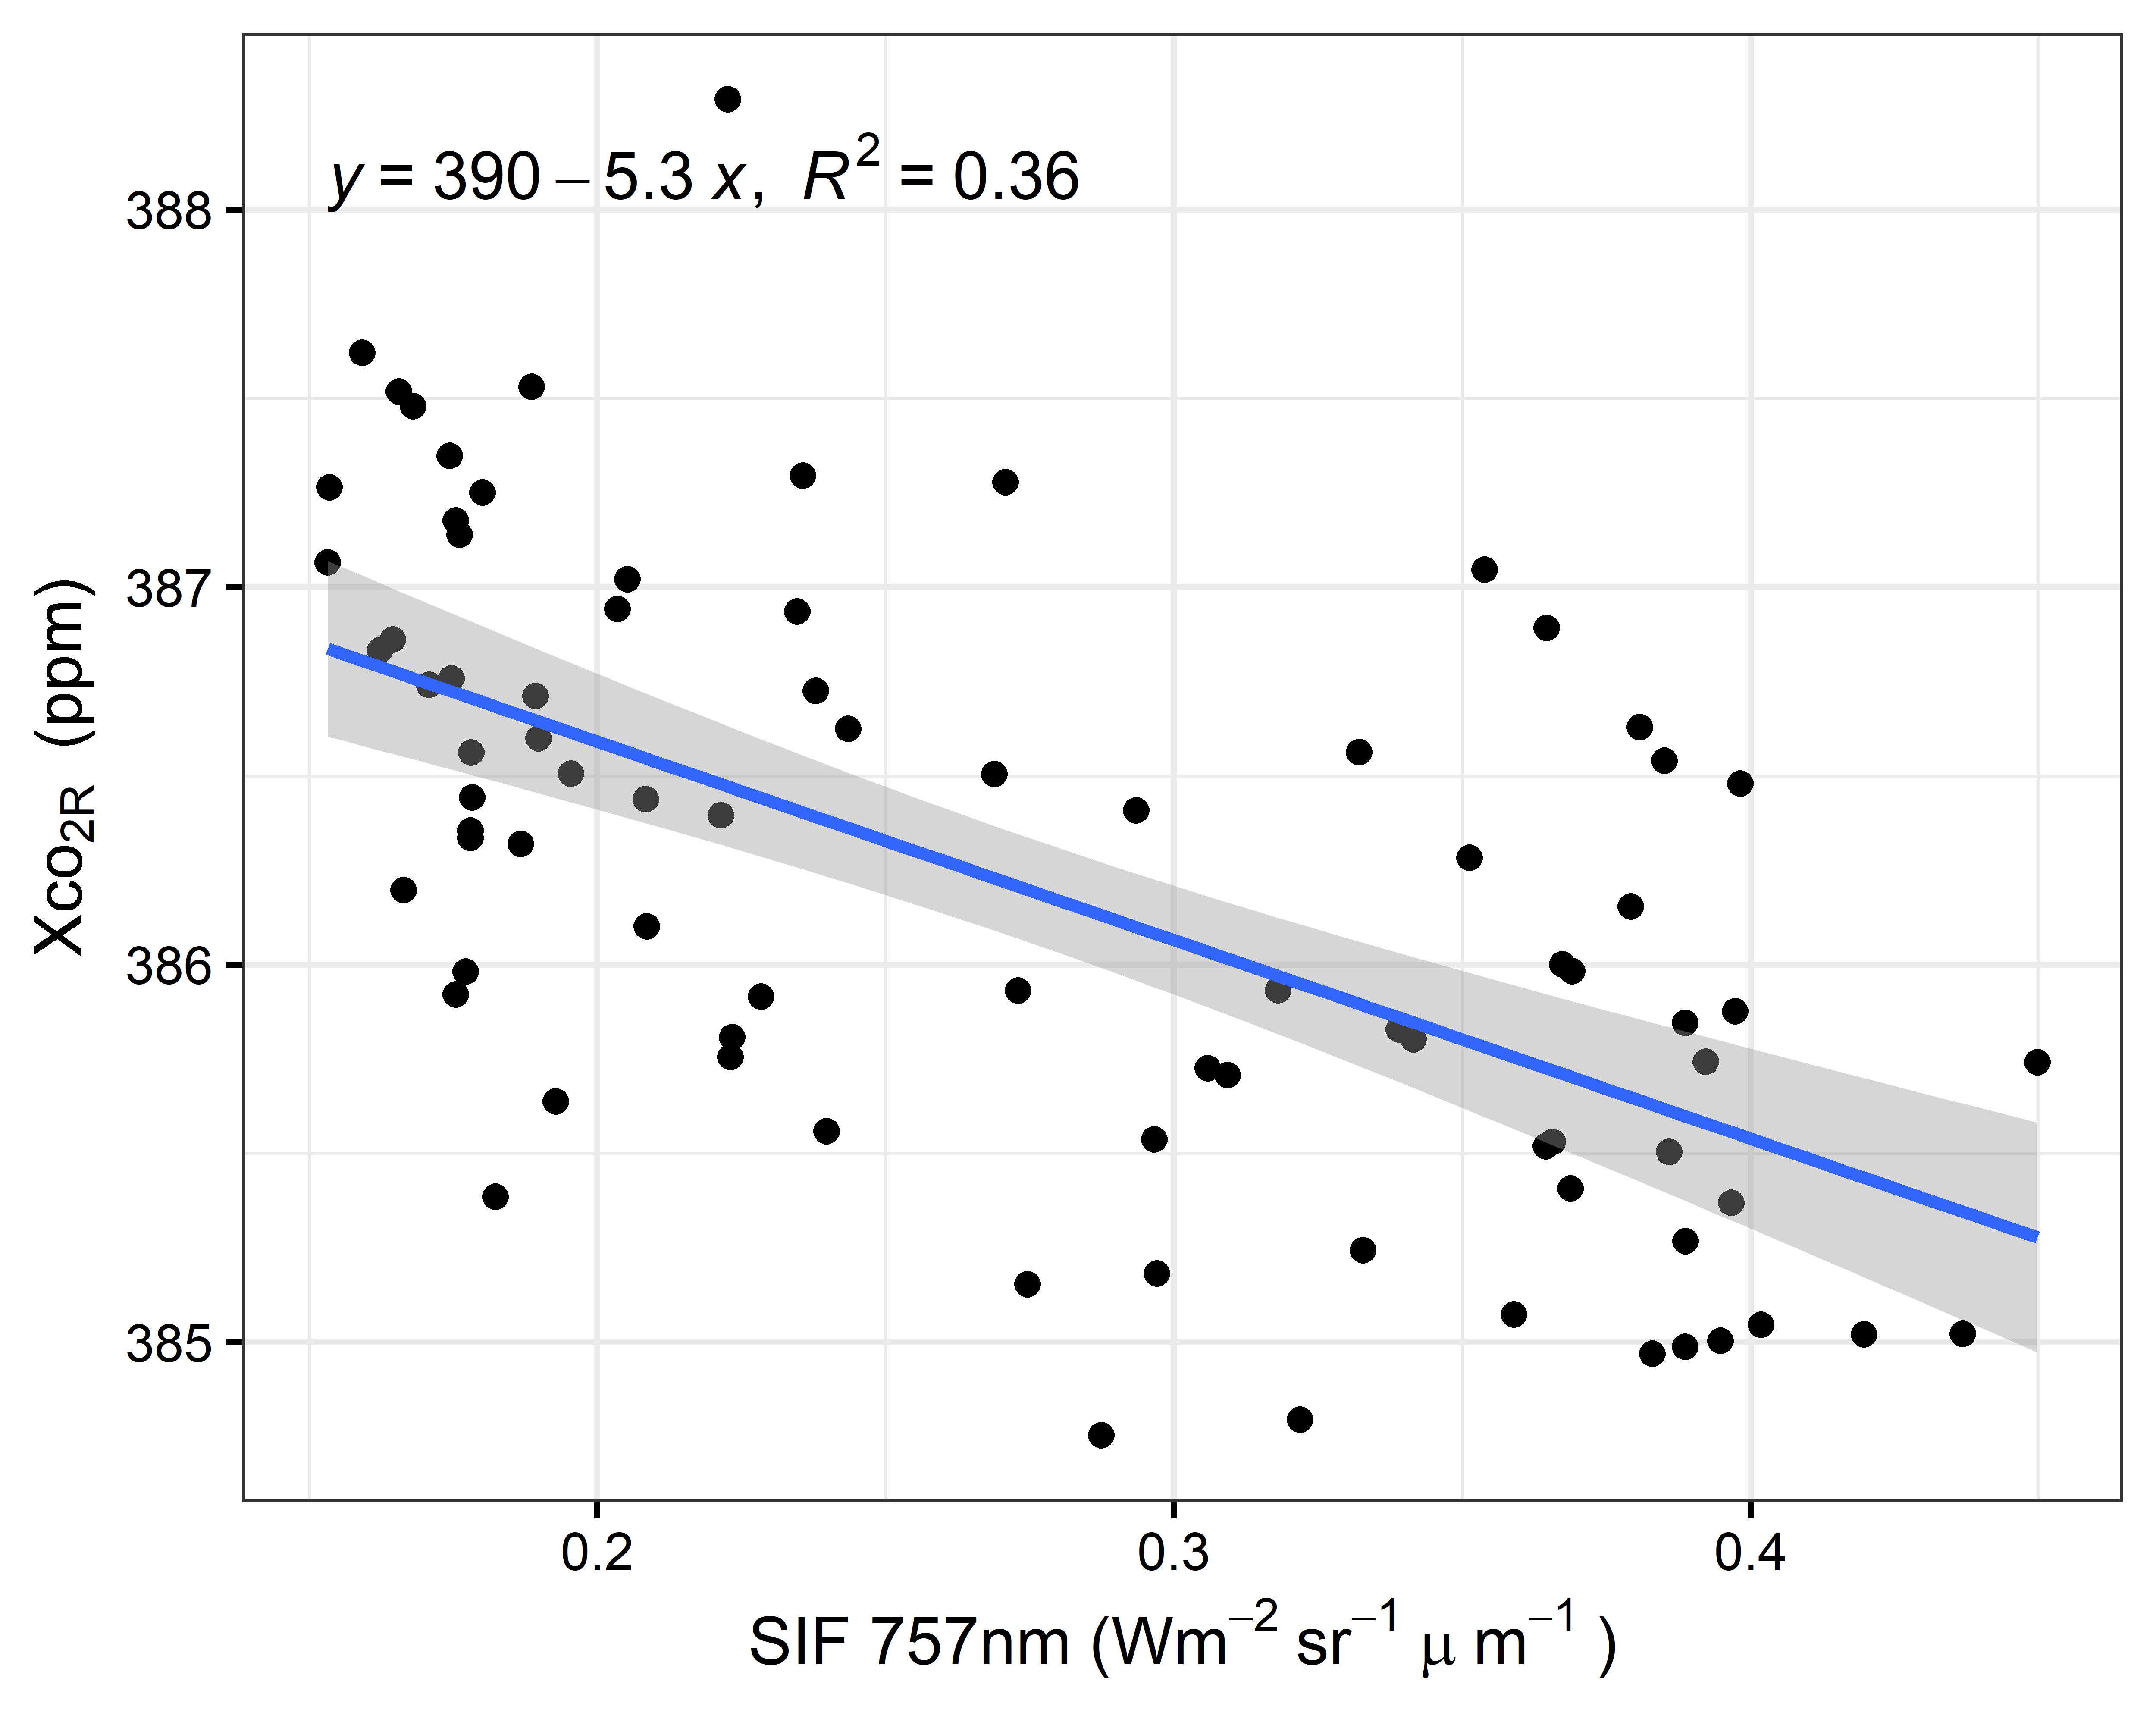 y = 390 – 5.3 x, R² = 0.36
388
387
386
385
Xco₂R (ppm)
0.2 0.3 0.4
SIF 757nm (Wm⁻² sr⁻¹ μ m⁻¹ )